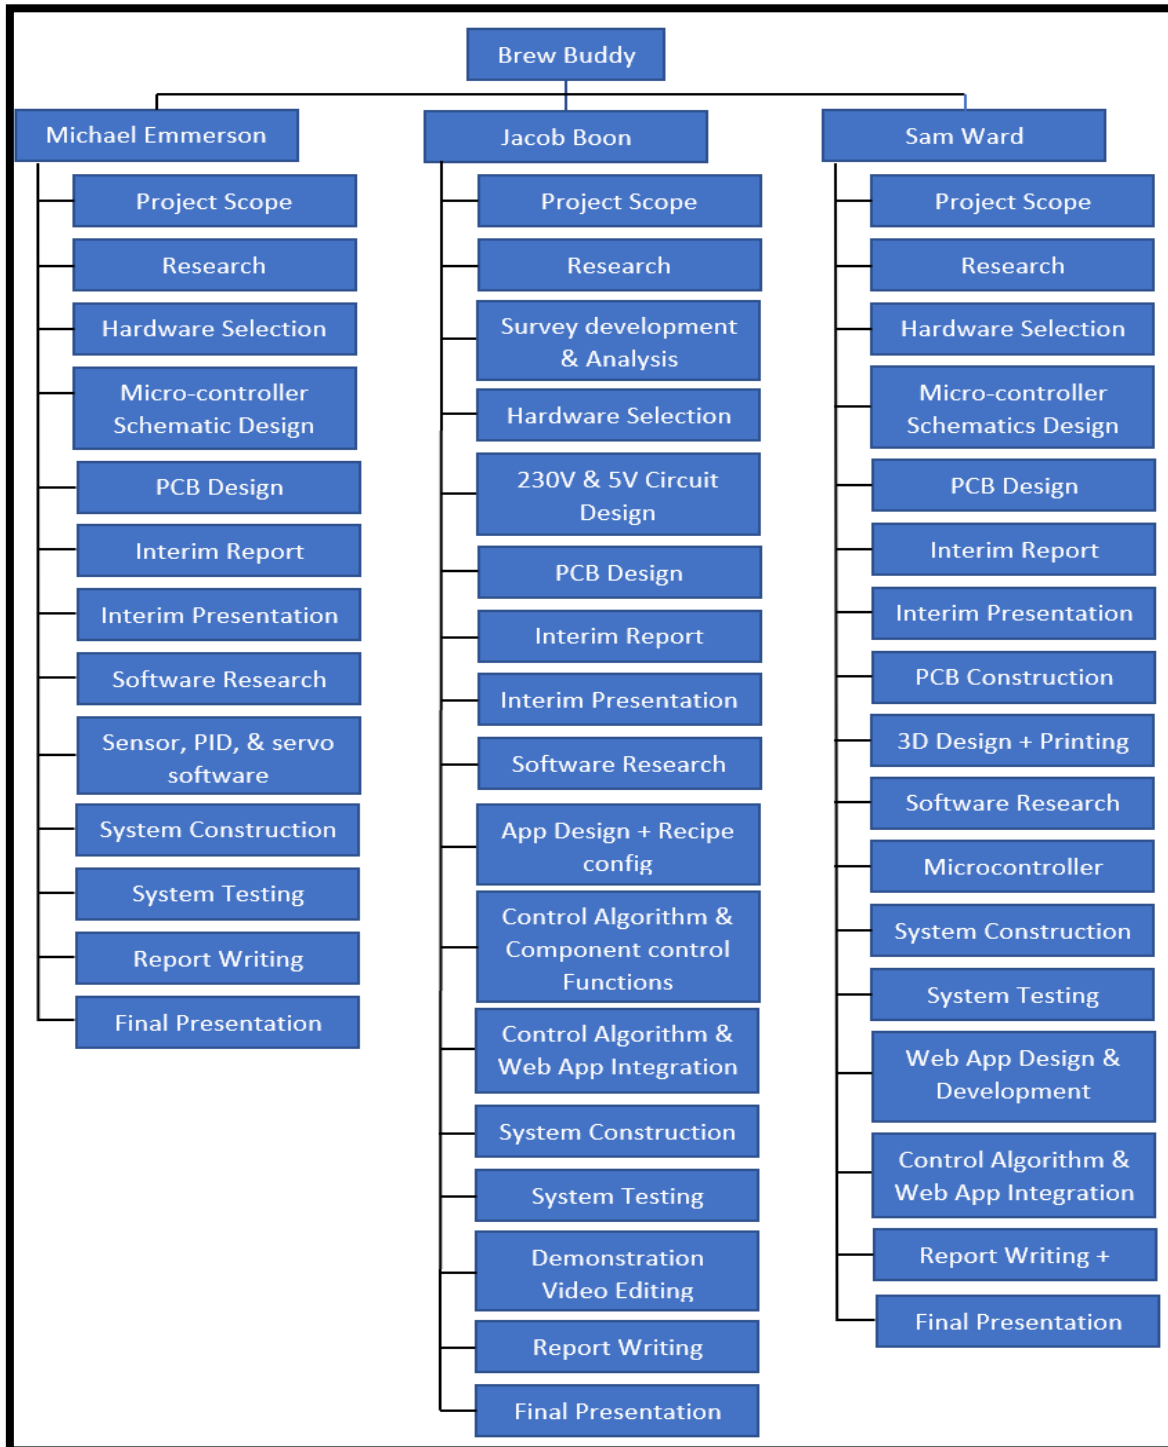 Brew Buddy
Michael Emmerson
Project Scope
Research
Hardware Selection
Micro-controller
Schematic Design
PCB Design
Interim Report
Interim Presentation
Software Research
Sensor, PID, & servo
software
System Construction
System Testing
Report Writing
Final Presentation
Jacob Boon
Project Scope
Research
Survey development
& Analysis
Hardware Selection
230V & 5V Circuit
Design
PCB Design
Interim Report
Interim Presentation
Software Research
App Design + Recipe
config
Control Algorithm &
Component control
Functions
Control Algorithm &
Web App Integration
System Construction
System Testing
Demonstration
Video Editing
Report Writing
Final Presentation
Sam Ward
Project Scope
Research
Hardware Selection
Micro-controller
Schematics Design
PCB Design
Interim Report
Interim Presentation
PCB Construction
3D Design + Printing
Software Research
Microcontroller
System Construction
System Testing
Web App Design &
Development
Control Algorithm &
Web App Integration
Report Writing +
Final Presentation